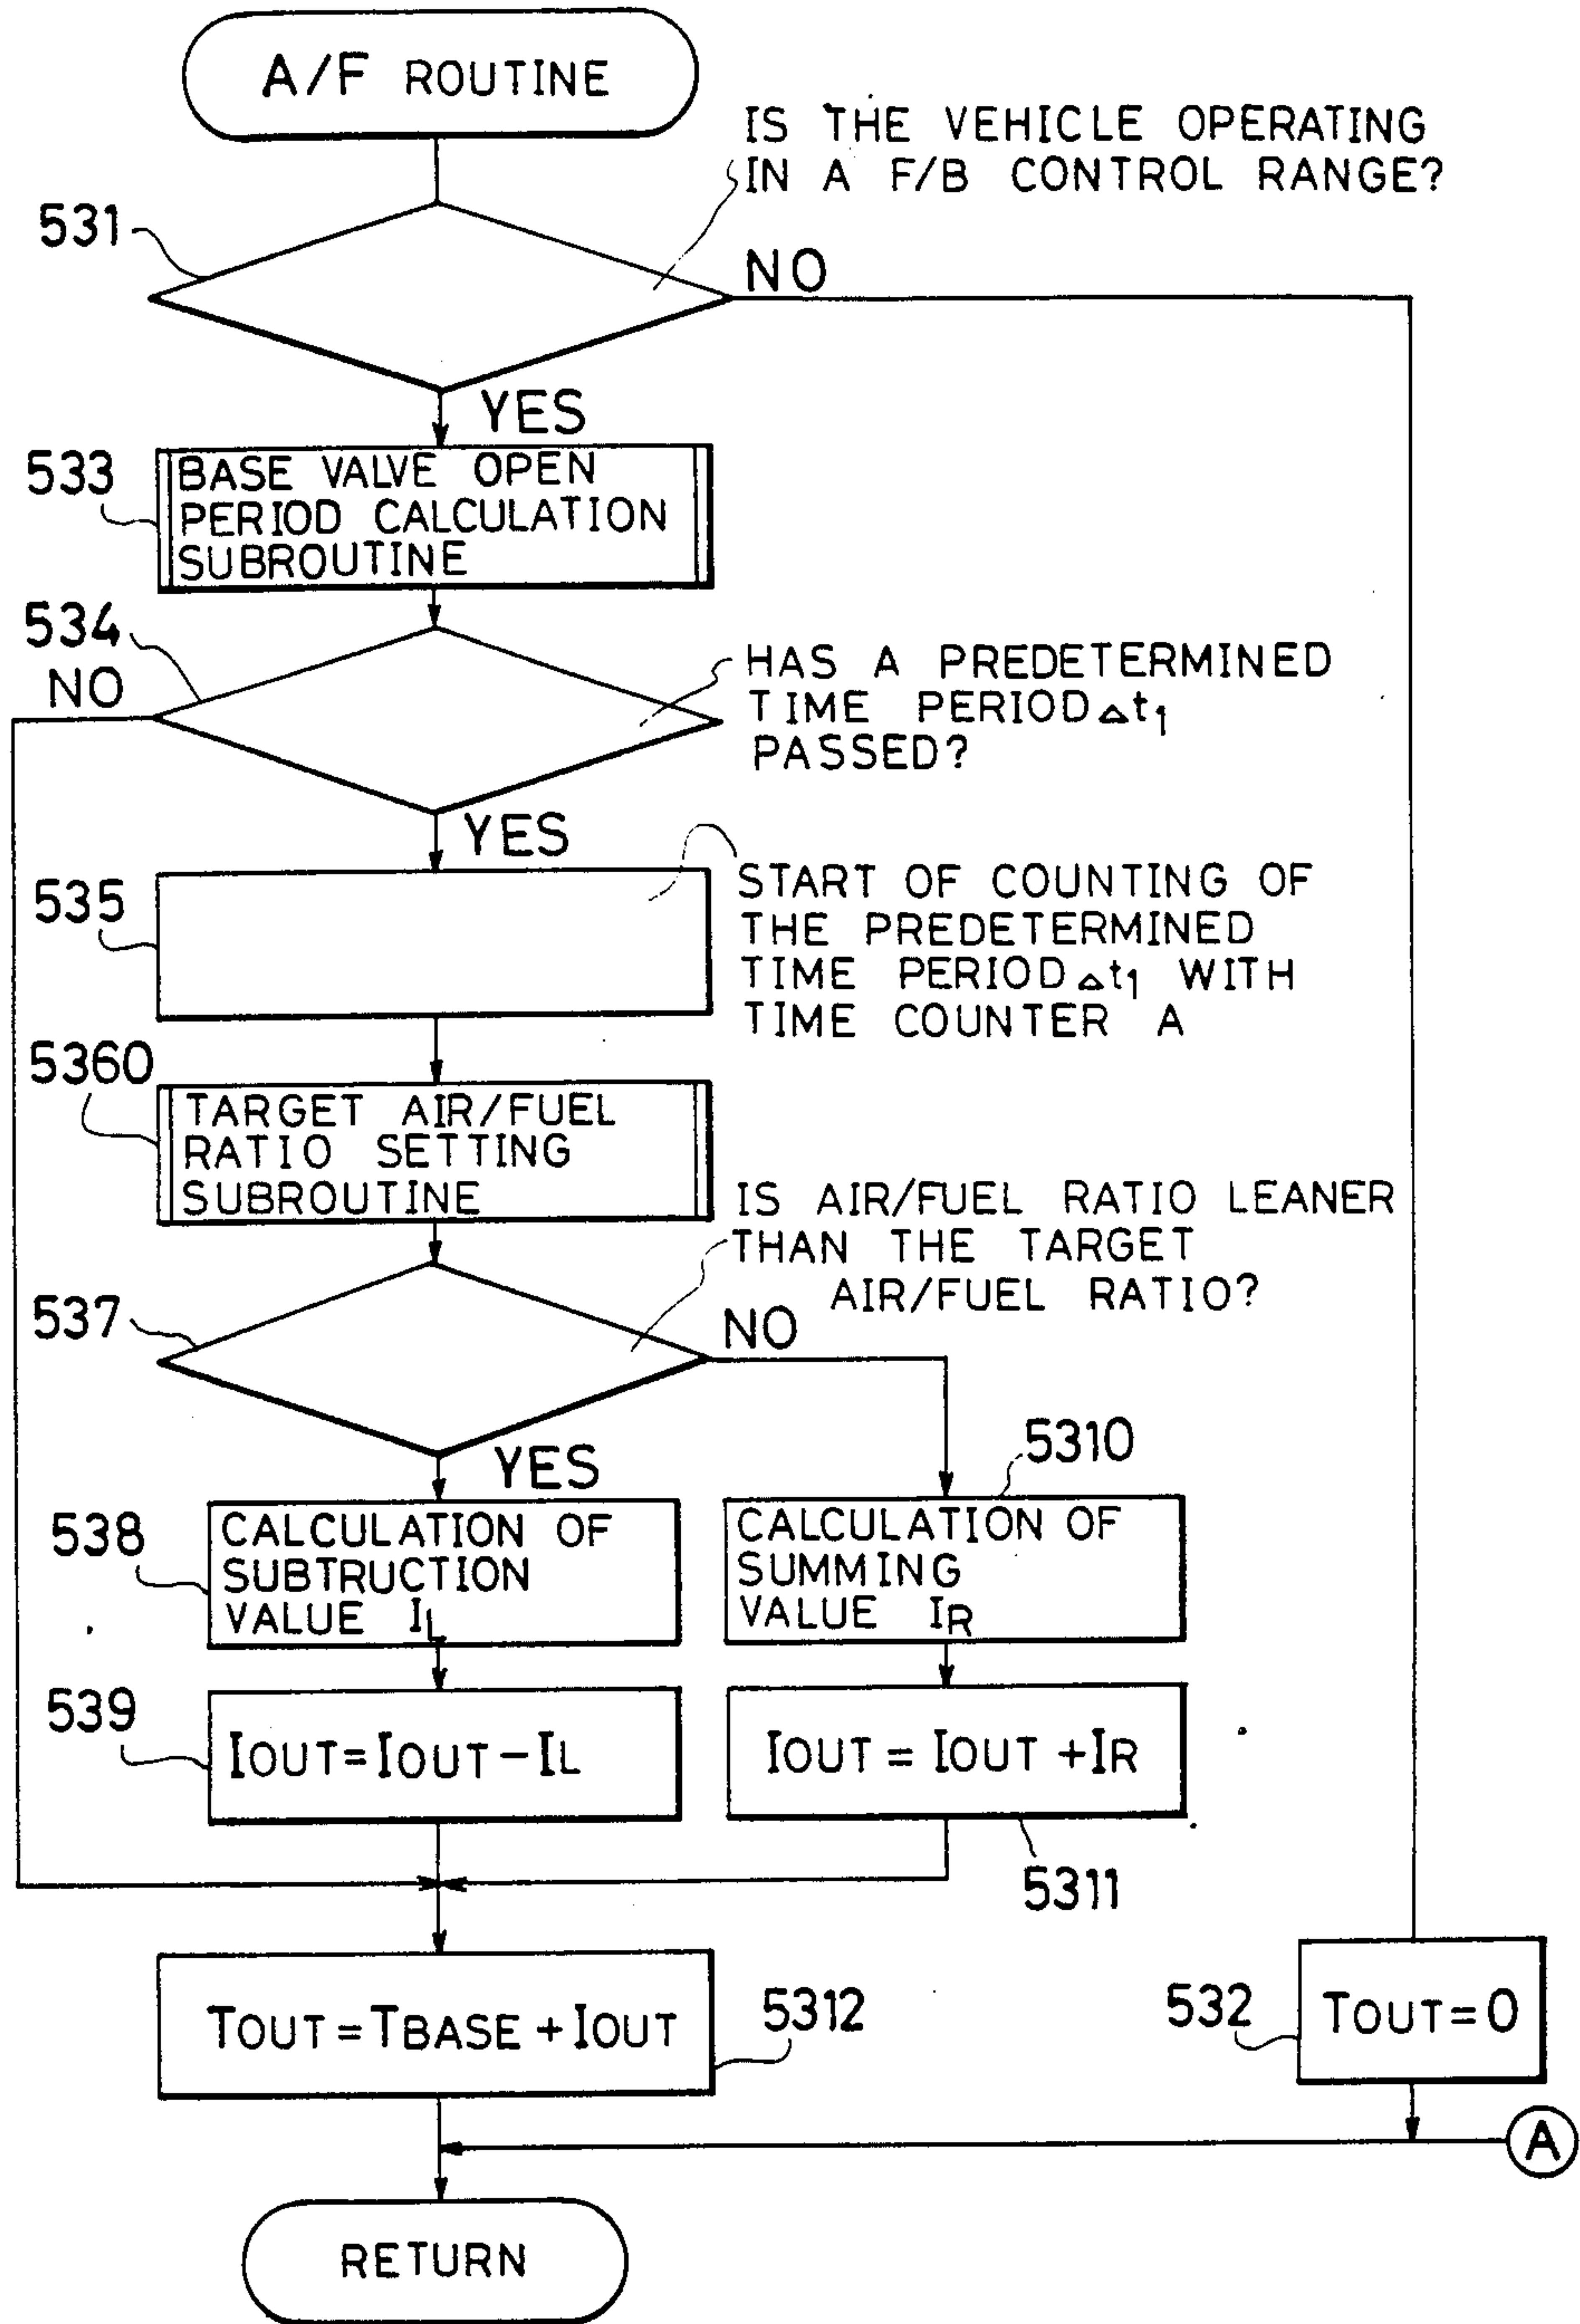 A/F ROUTINE
IS THE VEHICLE OPERATING
IN A F/B CONTROL RANGE?
531
NO
YES
533
BASE VALVE OPEN
PERIOD CALCULATION
SUBROUTINE
534
NO
HAS A PREDETERMINED
TIME PERIOD Δt1
PASSED?
YES
535
START OF COUNTING OF
THE PREDETERMINED
TIME PERIOD Δt1 WITH
TIME COUNTER A
5360
TARGET AIR/FUEL
RATIO SETTING
SUBROUTINE
IS AIR/FUEL RATIO LEANER
THAN THE TARGET
AIR/FUEL RATIO?
537
NO
YES
5310
538
CALCULATION OF
SUBTRUCTION
VALUE IL
CALCULATION OF
SUMMING
VALUE IR
539
IOUT=IOUT-IL
IOUT = IOUT +IR
5311
TOUT=TBASE+IOUT
5312
532
TOUT=0
A
RETURN